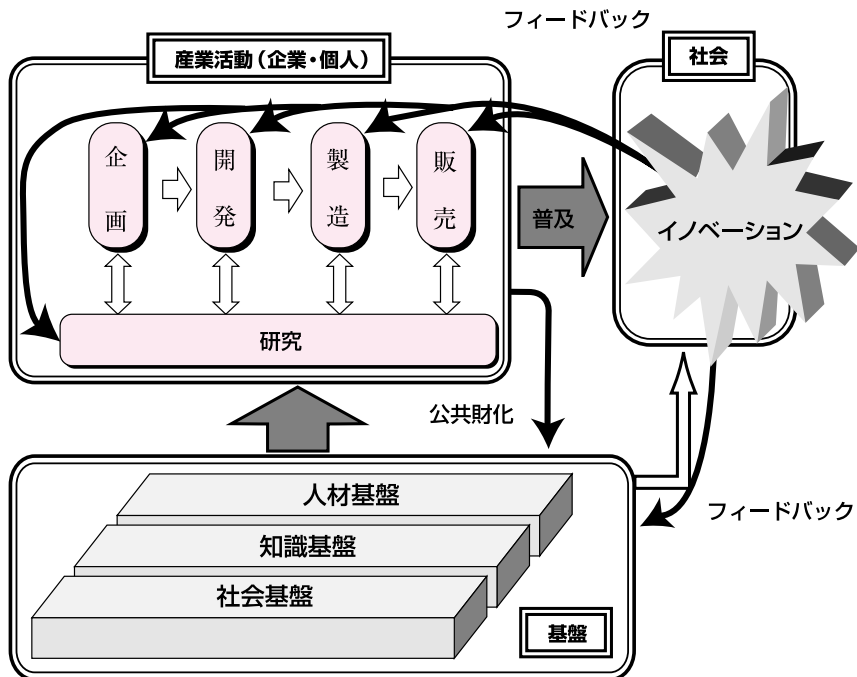 フィードバック
産業活動（企業・個人）
社会
企画
開発
製造
販売
普及
イノベーション
研究
公共財化
人材基盤
知識基盤
社会基盤
フィードバック
基盤